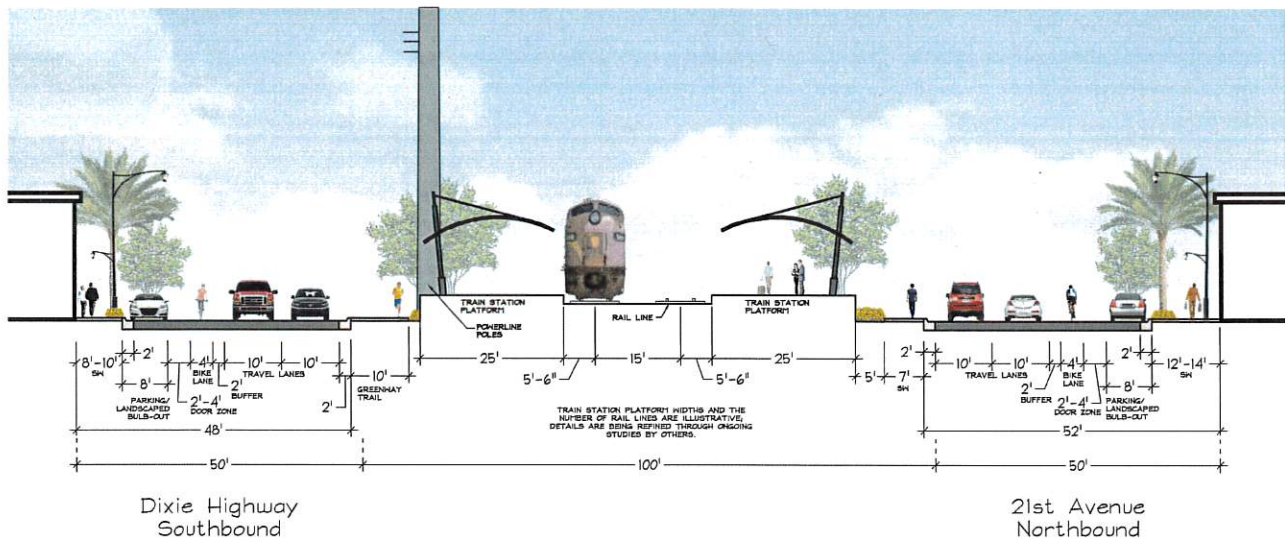 TRAIN STATION
PLATFORM
POWERLINE
POLES
RAIL LINE
TRAIN STATION
PLATFORM
8'-10'
SW
2'
8'
PARKING/
LANDSCAPED
BULB-OUT
2'-4'
DOOR ZONE
4'
BIKE
LANE
2'
BUFFER
10'
10'
TRAVEL LANES
2'
10'
GREENWAY
TRAIL
48'
25'
5'-6"
15'
5'-6"
25'
TRAIN STATION PLATFORM WIDTHS AND THE
NUMBER OF RAIL LINES ARE ILLUSTRATIVE;
DETAILS ARE BEING REFINED THROUGH ONGOING
STUDIES BY OTHERS.
5'
7'
SW
2'
10'
10'
TRAVEL LANES
2'
BUFFER
4'
BIKE
LANE
2'-4'
DOOR ZONE
2'
8'
PARKING/
LANDSCAPED
BULB-OUT
12'-14'
SW
52'
50'
100'
50'
Dixie Highway
Southbound
21st Avenue
Northbound